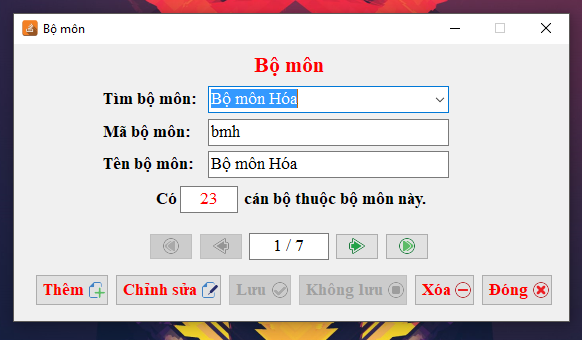 Bộ môn
Bộ môn
Tìm bộ môn: Bộ môn Hóa
Mã bộ môn: bmh
Tên bộ môn: Bộ môn Hóa
Có 23 cán bộ thuộc bộ môn này.
1 / 7
Thêm Chỉnh sửa Lưu Không lưu Xóa Đóng